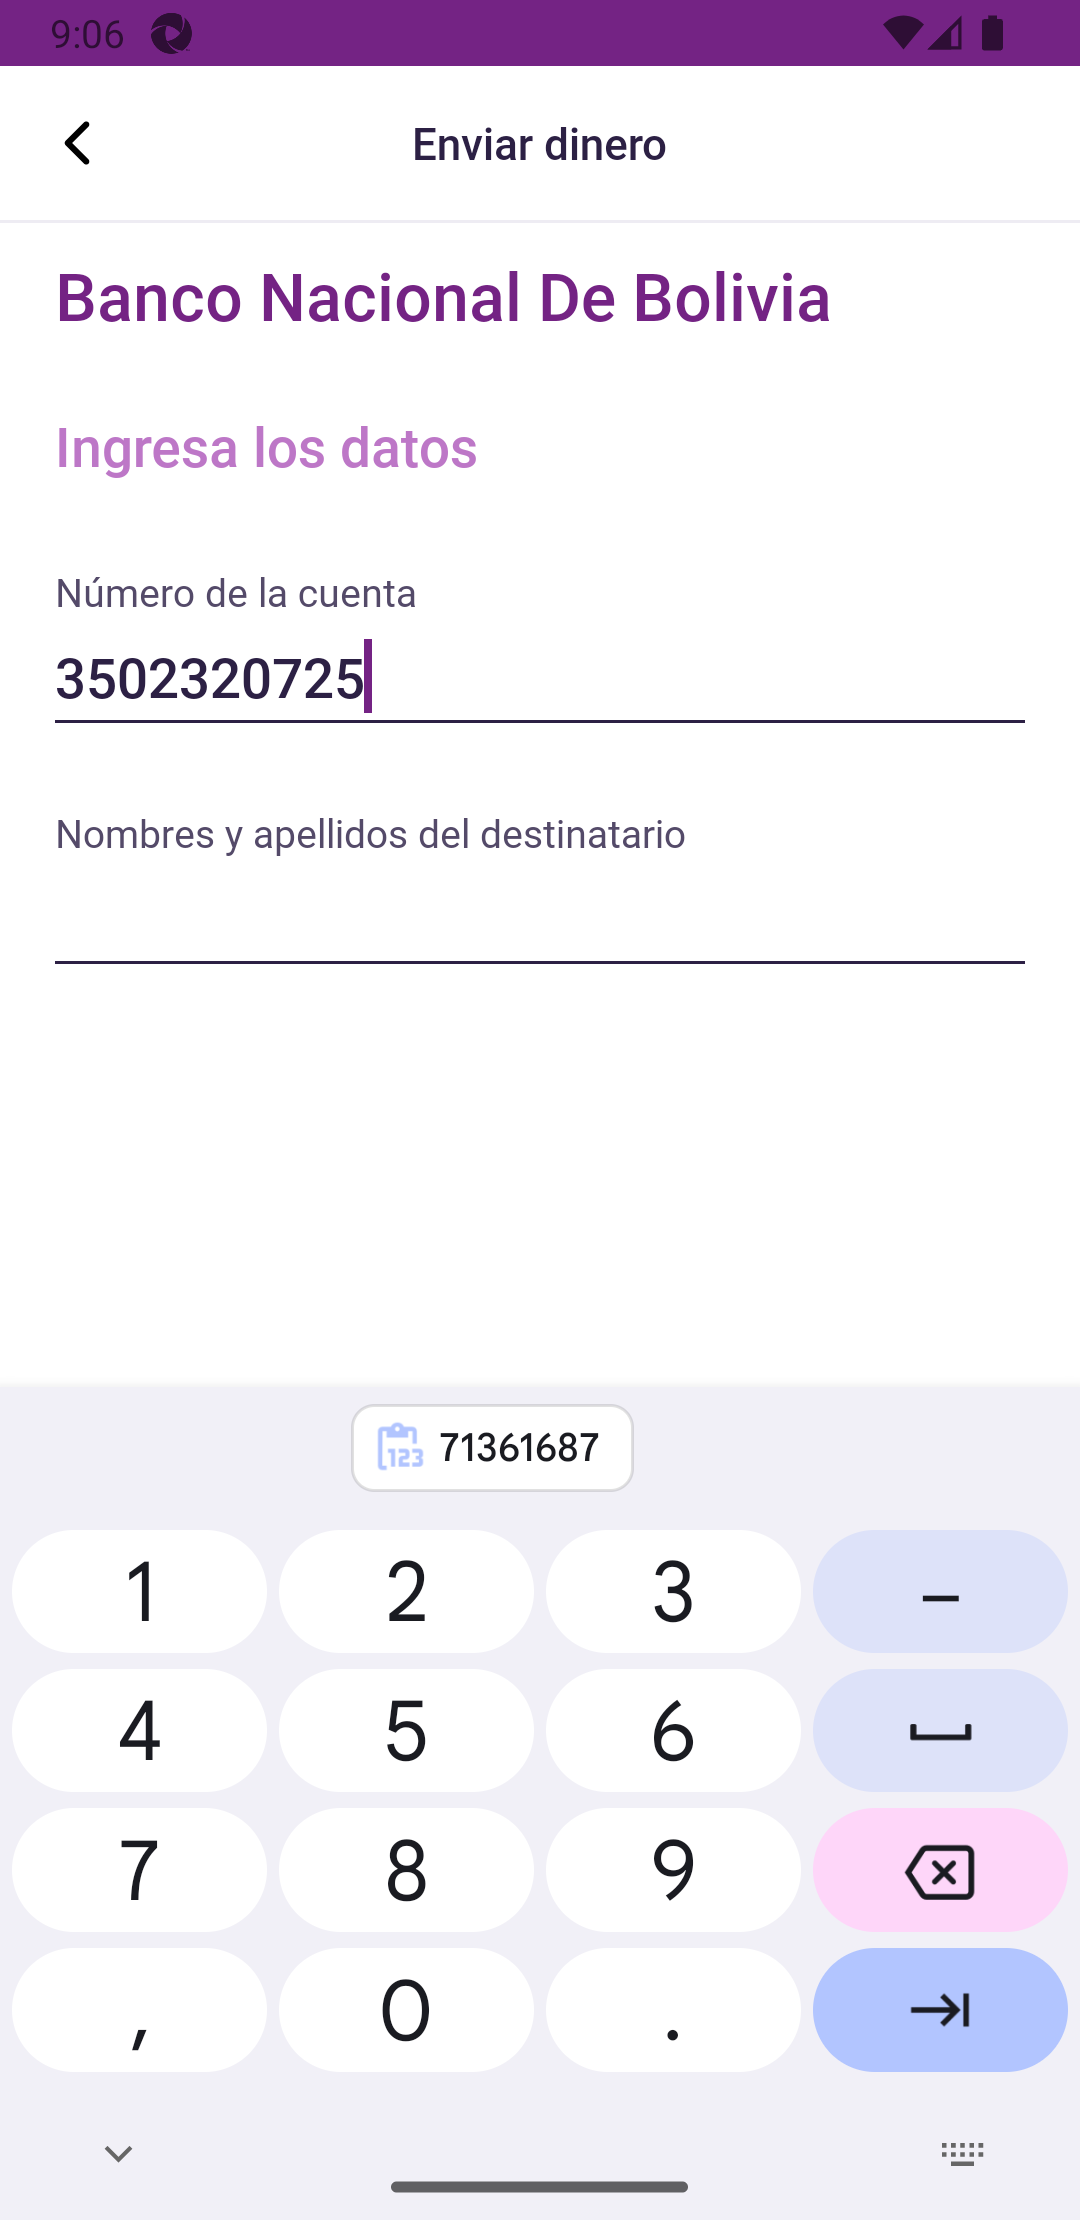 9:06
Enviar dinero
Banco Nacional De Bolivia
Ingresa los datos
Número de la cuenta
3502320725
Nombres y apellidos del destinatario
123 71361687
1 2 3 –
4 5 6
7 8 9
, 0 .